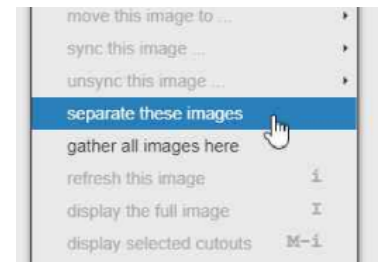 move this image to ...
sync this image ...
unsync this image ...
separate these images
gather all images here
refresh this image i
display the full image I
display selected cutouts M-i